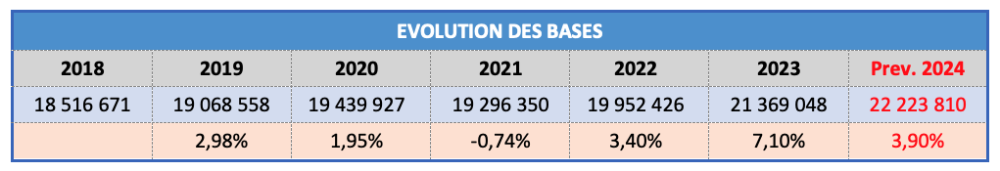 EVOLUTION DES BASES
2018 2019 2020 2021 2022 2023 Prev. 2024
18 516 671 19 068 558 19 439 927 19 296 350 19 952 426 21 369 048 22 223 810
2,98% 1,95% -0,74% 3,40% 7,10% 3,90%